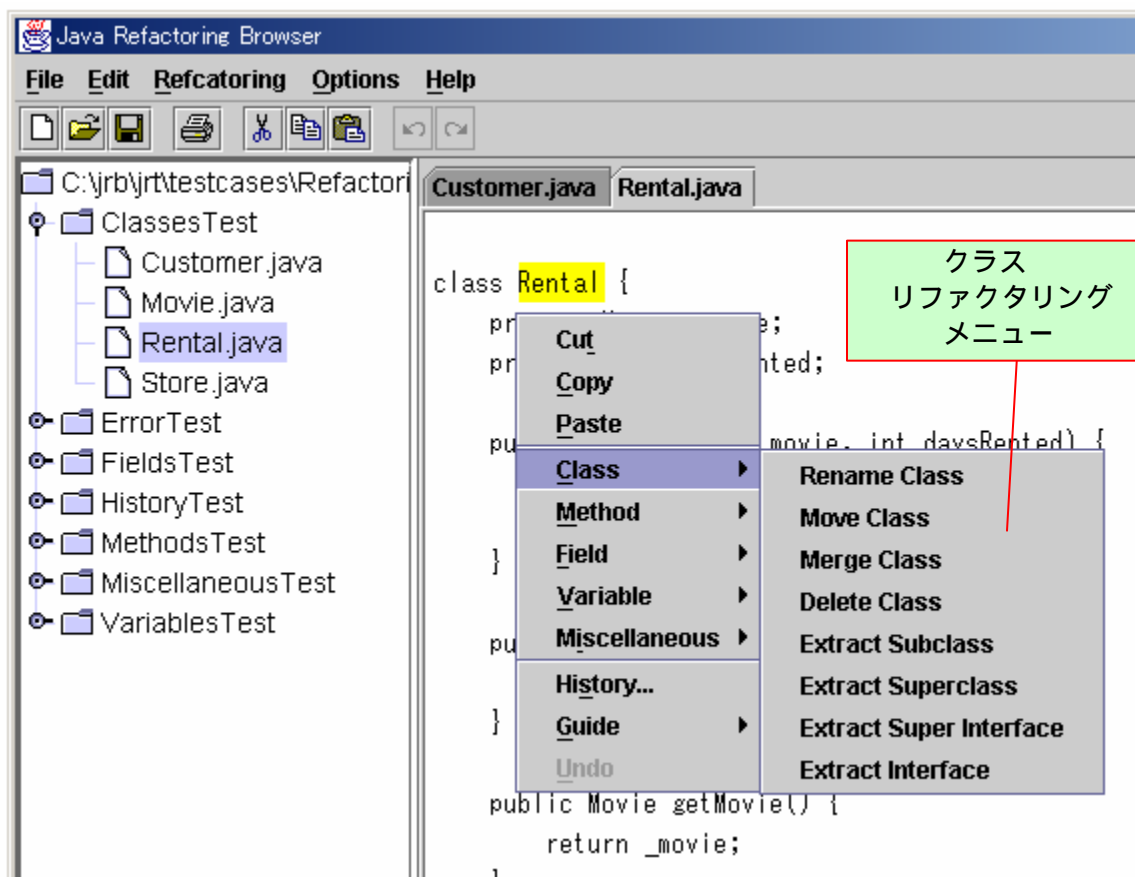 Java Refactoring Browser
File Edit Refcatoring Options Help
C:\jrb\jrt\testcases\Refactori
ClassesTest
Customer.java
Movie.java
Rental.java
Store.java
ErrorTest
FieldsTest
HistoryTest
MethodsTest
MiscellaneousTest
VariablesTest
Customer.java Rental.java
class Rental {
クラス
リファクタリング
メニュー
Cut
Copy
Paste
Class
Method
Field
Variable
Miscellaneous
History...
Guide
Undo
Rename Class
Move Class
Merge Class
Delete Class
Extract Subclass
Extract Superclass
Extract Super Interface
Extract Interface
movie, int daysRented) {
}
}
public Movie getMovie() {
return _movie;